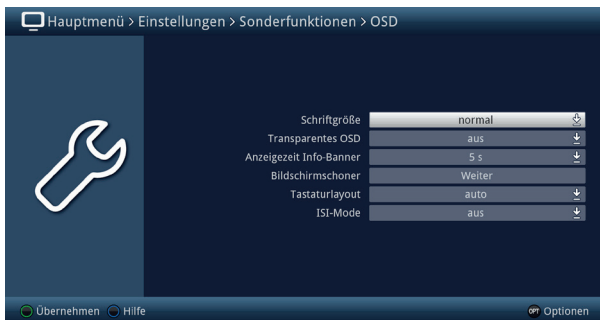 Hauptmenü > Einstellungen > Sonderfunktionen > OSD
Schriftgröße normal
Transparentes OSD aus
Anzeigezeit Info-Banner 5 s
Bildschirmschoner Weiter
Tastaturlayout auto
ISI-Mode aus
Übernehmen Hilfe OPT Optionen